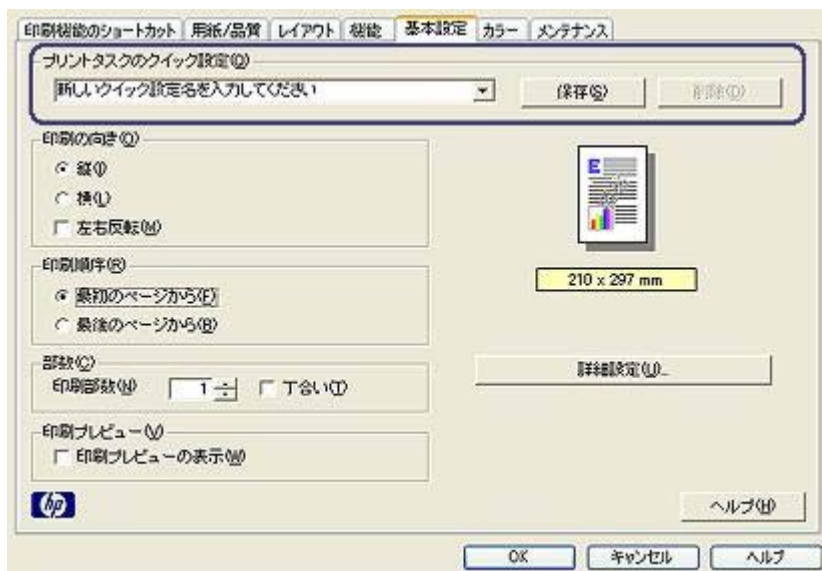 印刷機能のショートカット 用紙/品質 レイアウト 機能 基本設定 カラー メンテナンス
プリントタスクのクイック設定(Q)
新しいクイック設定名を入力してください 保存(S) 削除(D)
印刷の向き(O)
縦(I)
横(L)
左右反転(M)
E
210 x 297 mm
印刷順序(R)
最初のページから(F)
最後のページから(B)
部数(C)
印刷部数(N) 1 丁合い(T)
詳細設定(U)...
印刷プレビュー(V)
印刷プレビューの表示(W)
hp
ヘルプ(H)
OK キャンセル ヘルプ